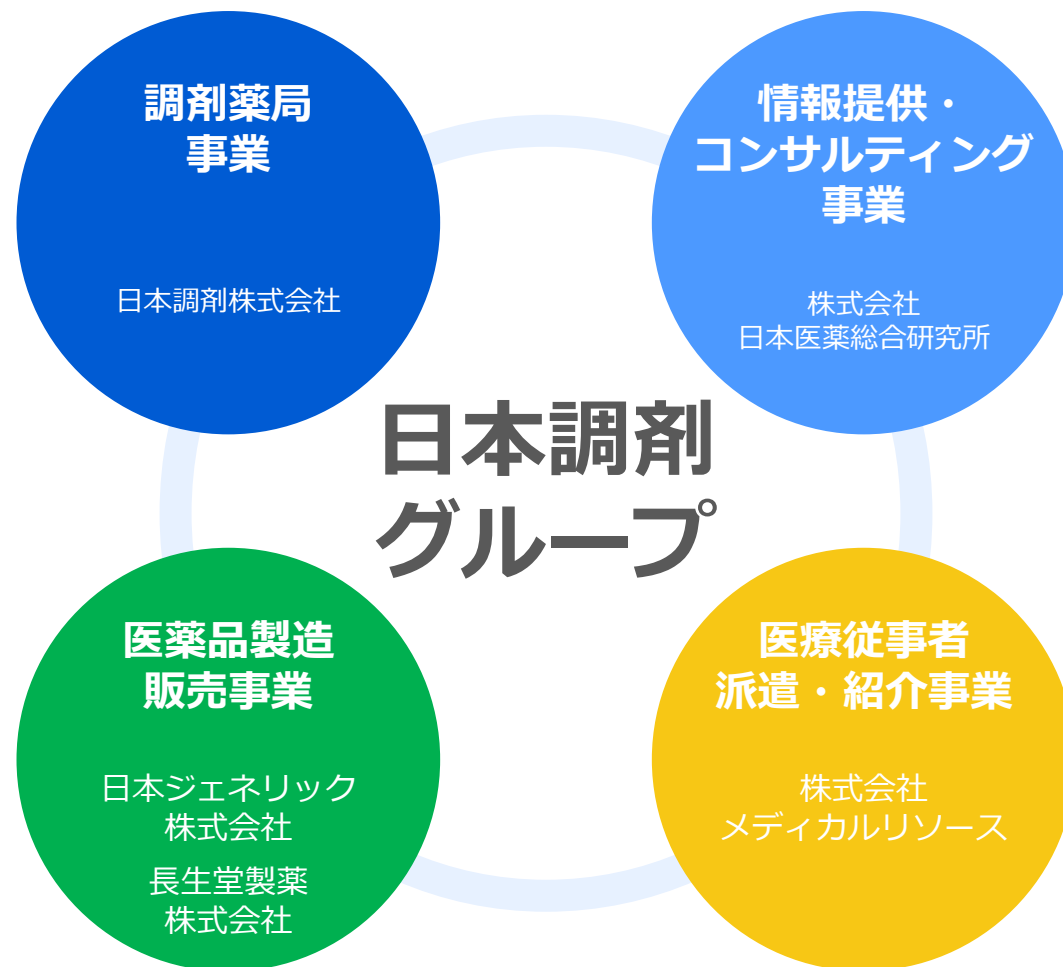 調剤薬局
事業
日本調剤株式会社
情報提供・
コンサルティング
事業
株式会社
日本医薬総合研究所
日本調剤
グループ
医薬品製造
販売事業
日本ジェネリック
株式会社
長生堂製薬
株式会社
医療従事者
派遣・紹介事業
株式会社
メディカルリソース